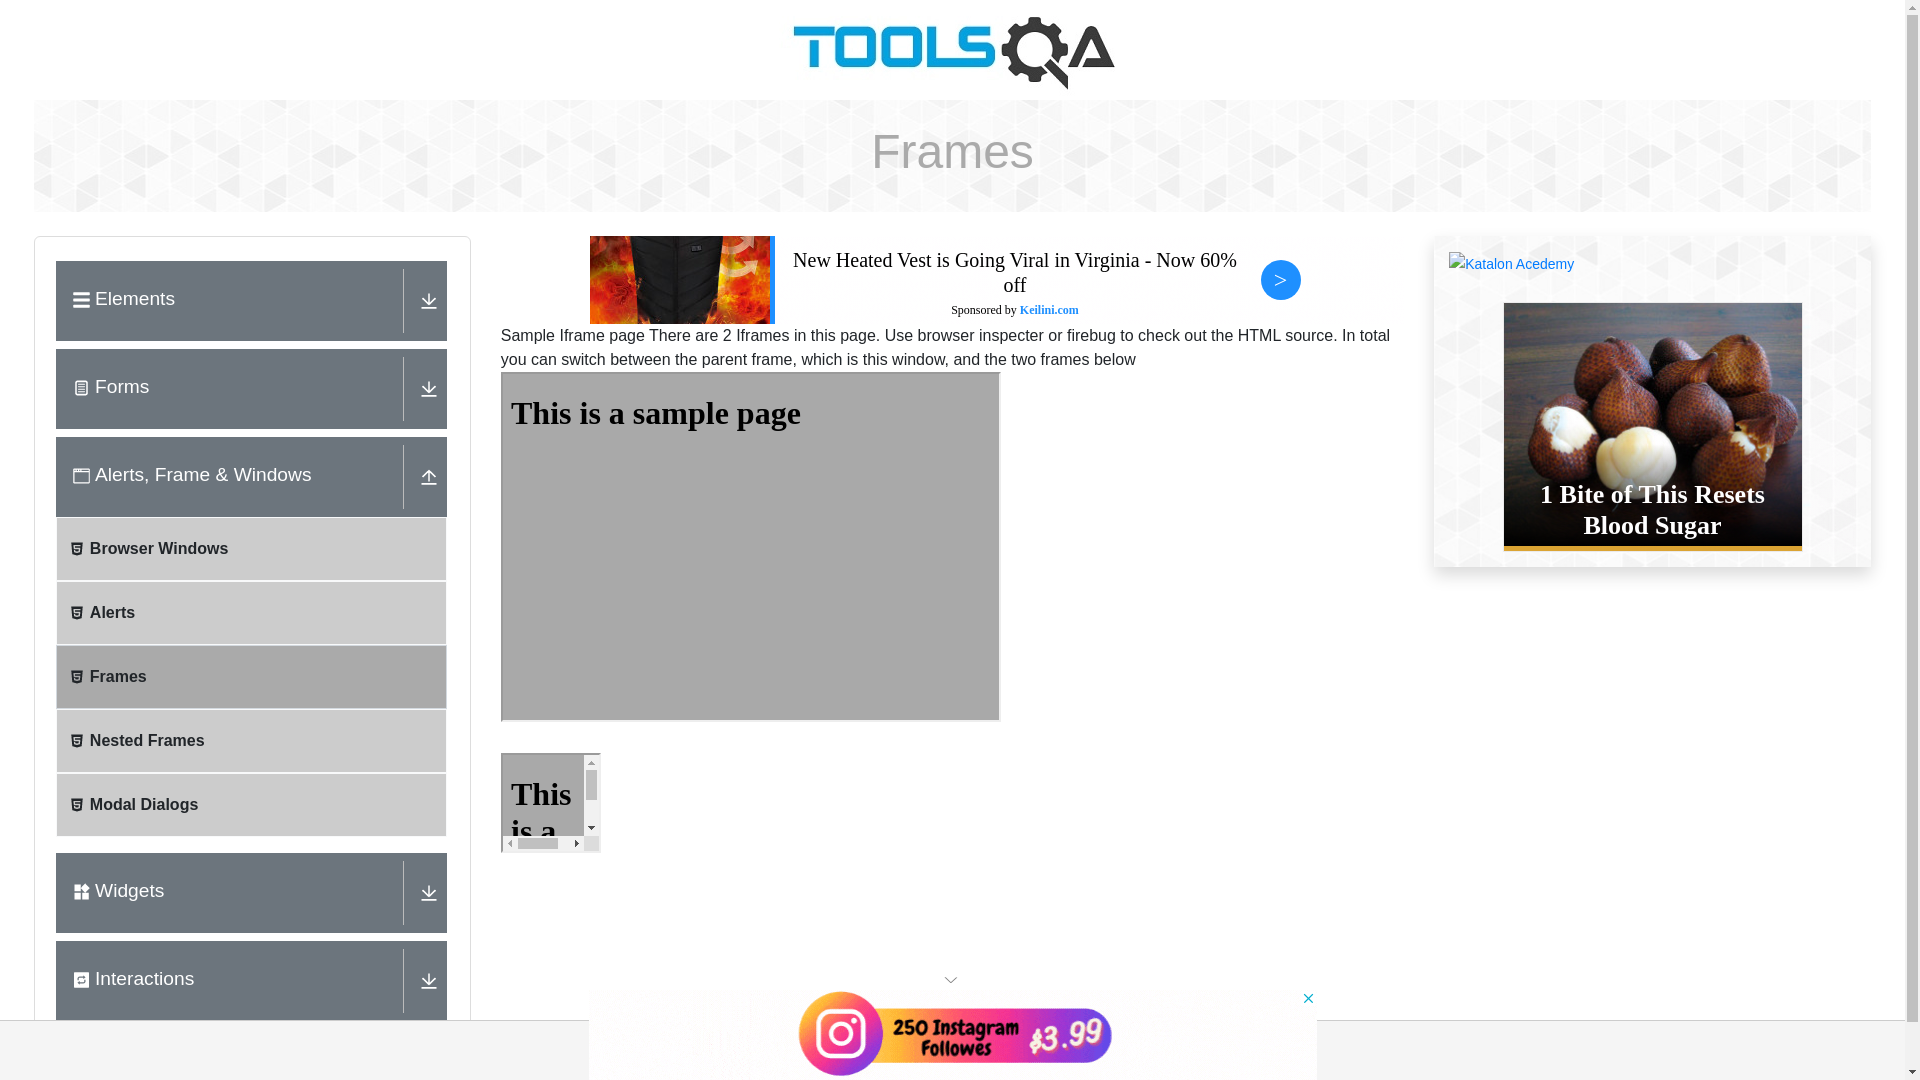 TOOLSQA
Frames
Elements
Forms
Alerts, Frame & Windows
Browser Windows
Alerts
Frames
Nested Frames
Modal Dialogs
Widgets
Interactions
New Heated Vest is Going Viral in Virginia - Now 60%
off
Sponsored by Keilini.com
>
Sample Iframe page There are 2 Iframes in this page. Use browser inspecter or firebug to check out the HTML source. In total
you can switch between the parent frame, which is this window, and the two frames below
This is a sample page
This
is a
Katalon Acedemy
1 Bite of This Resets
Blood Sugar
250 Instagram
Followes
$3.99